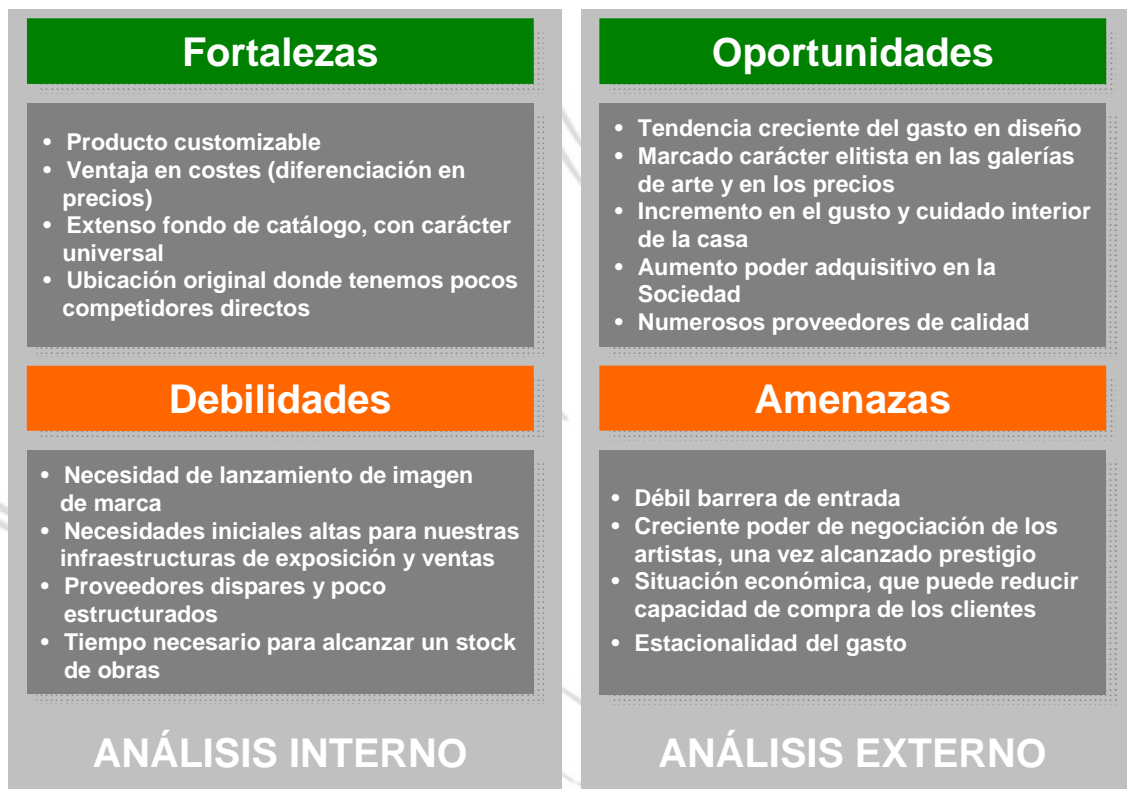 Fortalezas
• Producto customizable
• Ventaja en costes (diferenciación en
precios)
• Extenso fondo de catálogo, con carácter
universal
• Ubicación original donde tenemos pocos
competidores directos
Debilidades
• Necesidad de lanzamiento de imagen
de marca
• Necesidades iniciales altas para nuestras
infraestructuras de exposición y ventas
• Proveedores dispares y poco
estructurados
• Tiempo necesario para alcanzar un stock
de obras
ANÁLISIS INTERNO
Oportunidades
• Tendencia creciente del gasto en diseño
• Marcado carácter elitista en las galerías
de arte y en los precios
• Incremento en el gusto y cuidado interior
de la casa
• Aumento poder adquisitivo en la
Sociedad
• Numerosos proveedores de calidad
Amenazas
• Débil barrera de entrada
• Creciente poder de negociación de los
artistas, una vez alcanzado prestigio
• Situación económica, que puede reducir
capacidad de compra de los clientes
• Estacionalidad del gasto
ANÁLISIS EXTERNO